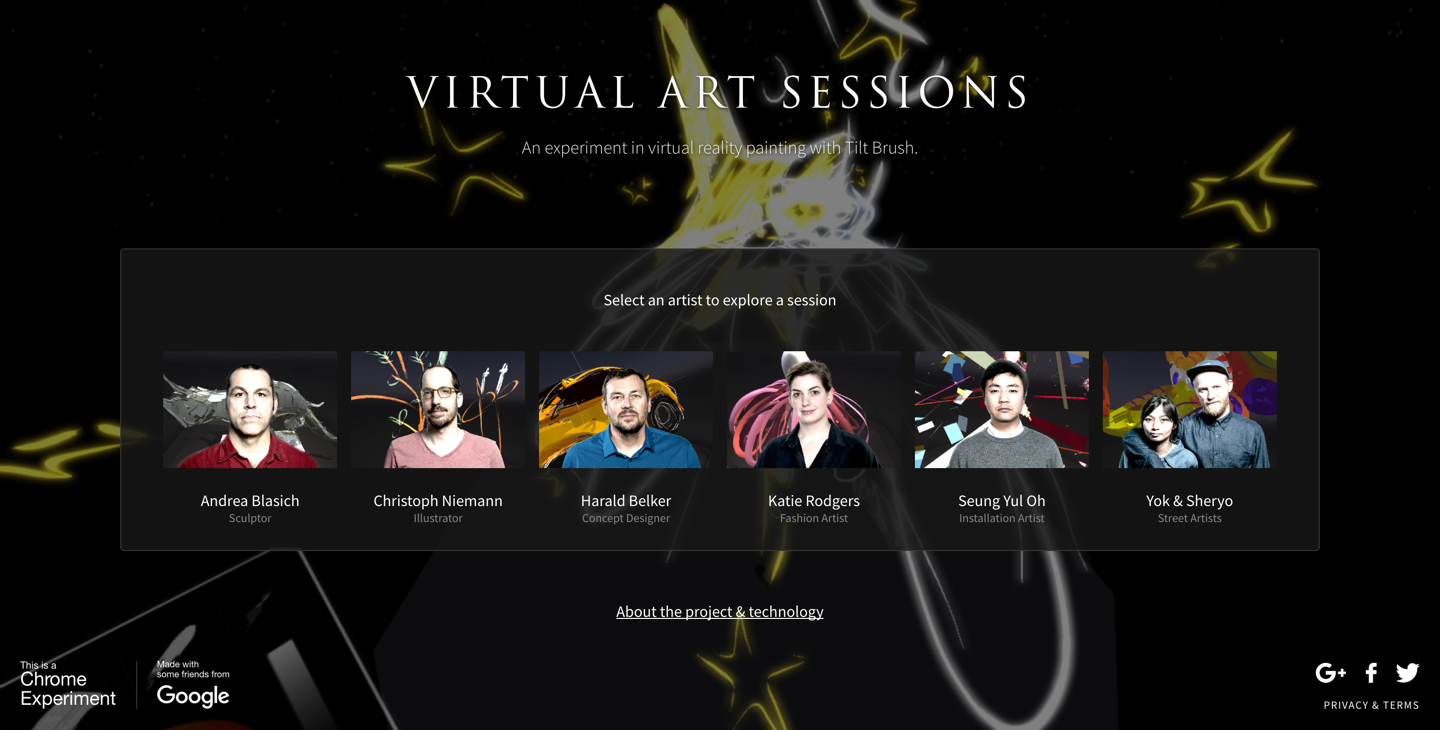 VIRTUAL ART SESSIONS
An experiment in virtual reality painting with Tilt Brush.
Select an artist to explore a session
Andrea Blasich
Sculptor
Christoph Niemann
Illustrator
Harald Belker
Concept Designer
Katie Rodgers
Fashion Artist
Seung Yul Oh
Installation Artist
Yok & Sheryo
Street Artists
About the project & technology
This is a
Chrome
Experiment
Made with
some friends from
Google
G+
PRIVACY & TERMS